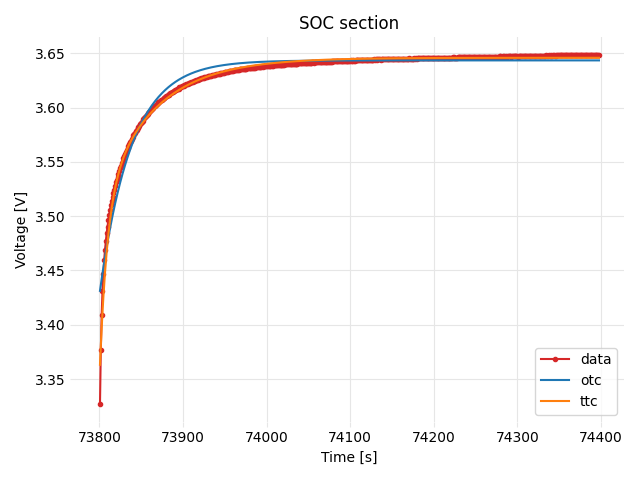 SOC section
Voltage [V]
3.65
3.60
3.55
3.50
3.45
3.40
3.35
data
otc
ttc
73800 73900 74000 74100 74200 74300 74400
Time [s]